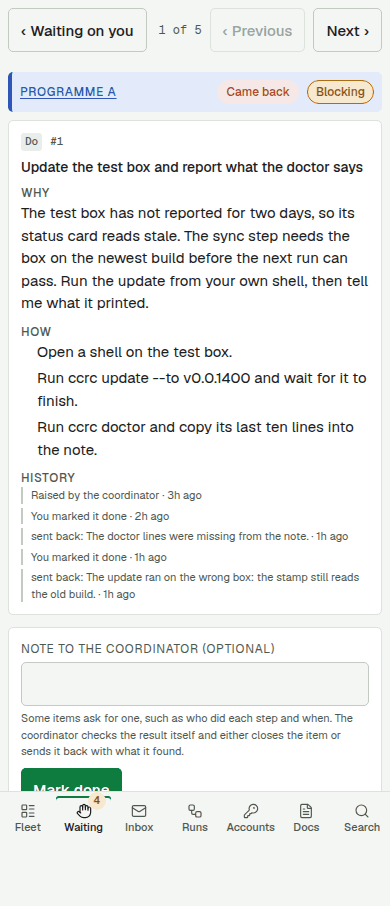 ‹ Waiting on you
1 of 5
‹ Previous
Next ›
PROGRAMME A
Came back
Blocking
Do #1
Update the test box and report what the doctor says
WHY
The test box has not reported for two days, so its
status card reads stale. The sync step needs the
box on the newest build before the next run can
pass. Run the update from your own shell, then tell
me what it printed.
HOW
Open a shell on the test box.
Run ccrc update --to v0.0.1400 and wait for it to
finish.
Run ccrc doctor and copy its last ten lines into
the note.
HISTORY
Raised by the coordinator · 3h ago
You marked it done · 2h ago
sent back: The doctor lines were missing from the note. · 1h ago
You marked it done · 1h ago
sent back: The update ran on the wrong box: the stamp still reads
the old build. · 1h ago
NOTE TO THE COORDINATOR (OPTIONAL)
Some items ask for one, such as who did each step and when. The
coordinator checks the result itself and either closes the item or
sends it back with what it found.
Mark done
4
Fleet
Waiting
Inbox
Runs
Accounts
Docs
Search